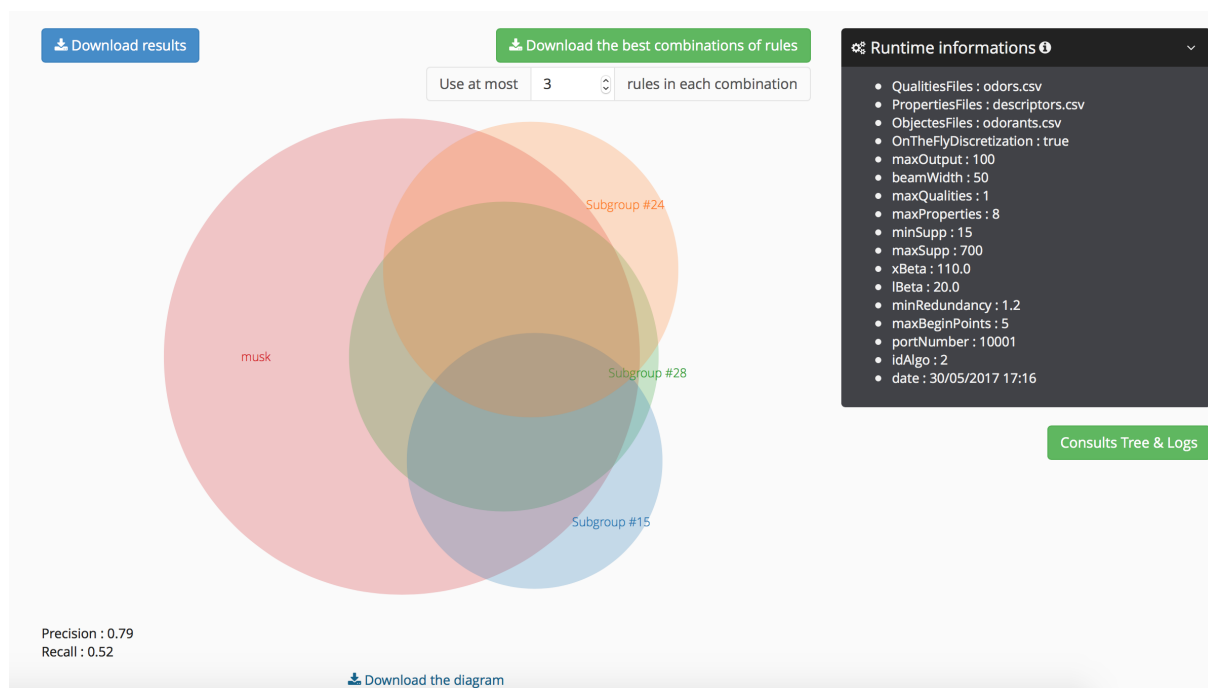 Download results
Download the best combinations of rules
Use at most 3 rules in each combination
Subgroup #24
musk
Subgroup #28
Subgroup #15
Precision : 0.79
Recall : 0.52
Download the diagram
Runtime informations
QualitiesFiles : odors.csv
PropertiesFiles : descriptors.csv
ObjectesFiles : odorants.csv
OnTheFlyDiscretization : true
maxOutput : 100
beamWidth : 50
maxQualities : 1
maxProperties : 8
minSupp : 15
maxSupp : 700
xBeta : 110.0
lBeta : 20.0
minRedundancy : 1.2
maxBeginPoints : 5
portNumber : 10001
idAlgo : 2
date : 30/05/2017 17:16
Consults Tree & Logs